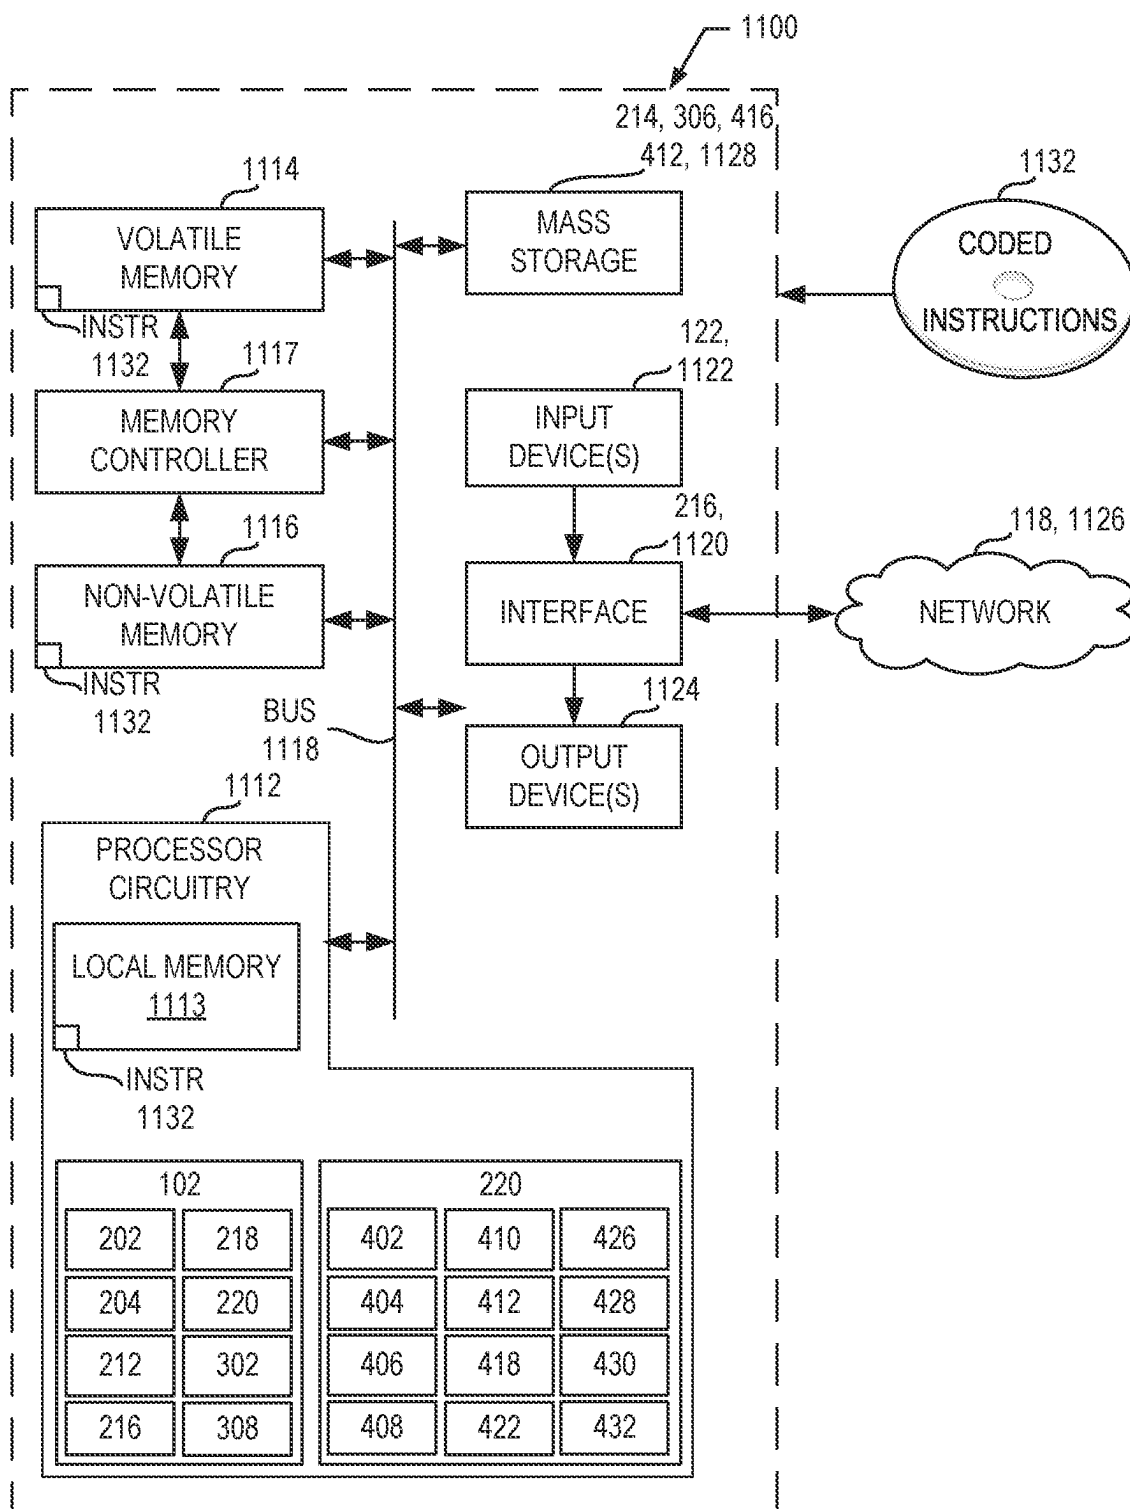 1100
214, 306, 416,
412, 1128
1114
VOLATILE
MEMORY
INSTR
1132
MASS
STORAGE
1132
CODED
INSTRUCTIONS
1117
MEMORY
CONTROLLER
122,
1122
INPUT
DEVICE(S)
1116
NON-VOLATILE
MEMORY
INSTR
1132
216,
1120
INTERFACE
118, 1126
NETWORK
BUS
1118
1124
OUTPUT
DEVICE(S)
1112
PROCESSOR
CIRCUITRY
LOCAL MEMORY
1113
INSTR
1132
102
202 218
204 220
212 302
216 308
220
402 410 426
404 412 428
406 418 430
408 422 432